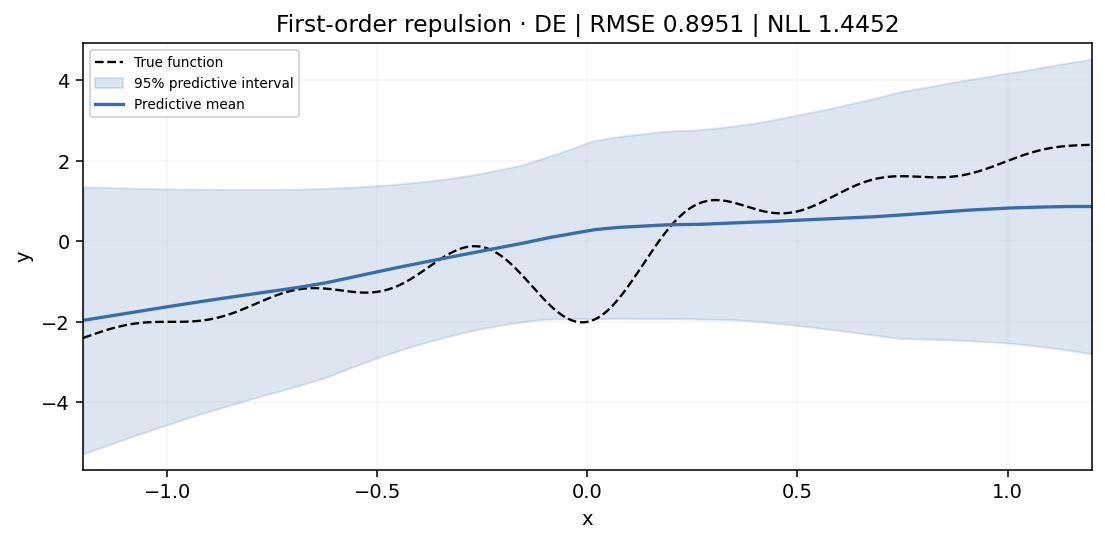 First-order repulsion · DE | RMSE 0.8951 | NLL 1.4452
True function
95% predictive interval
Predictive mean
4
2
0
−2
−4
y
−1.0 −0.5 0.0 0.5 1.0
x